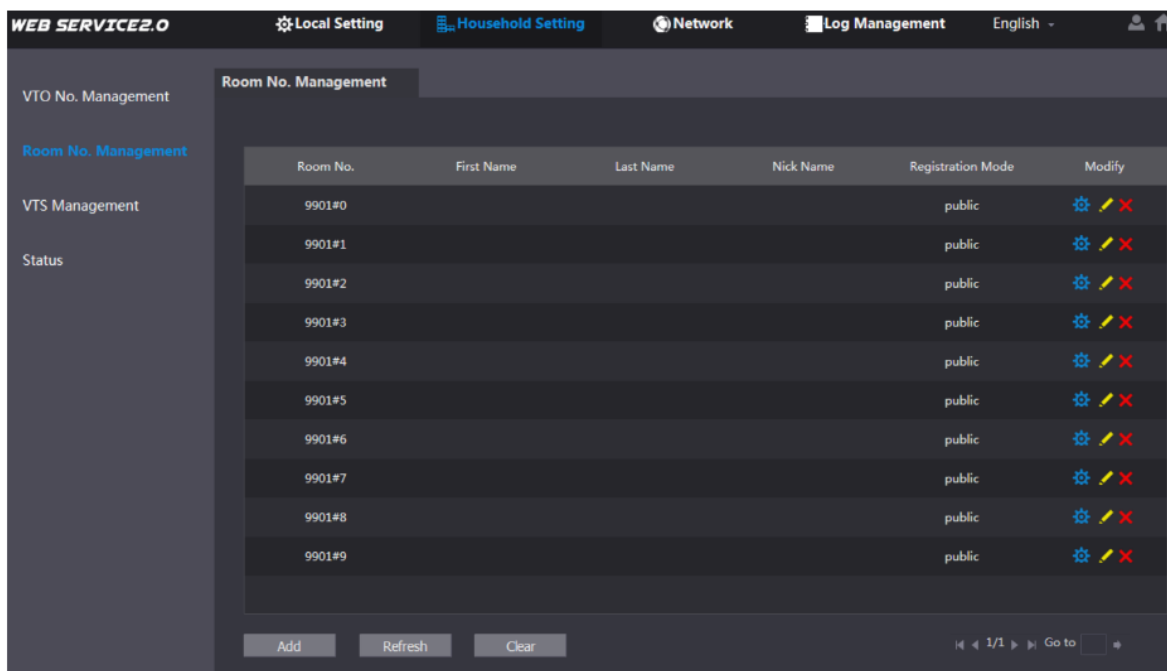 WEB SERVICE2.0 Local Setting Household Setting Network Log Management English
VTO No. Management
Room No. Management
VTS Management
Status
Room No. Management
Room No. First Name Last Name Nick Name Registration Mode Modify
9901#0 public
9901#1 public
9901#2 public
9901#3 public
9901#4 public
9901#5 public
9901#6 public
9901#7 public
9901#8 public
9901#9 public
Add Refresh Clear 1/1 Go to